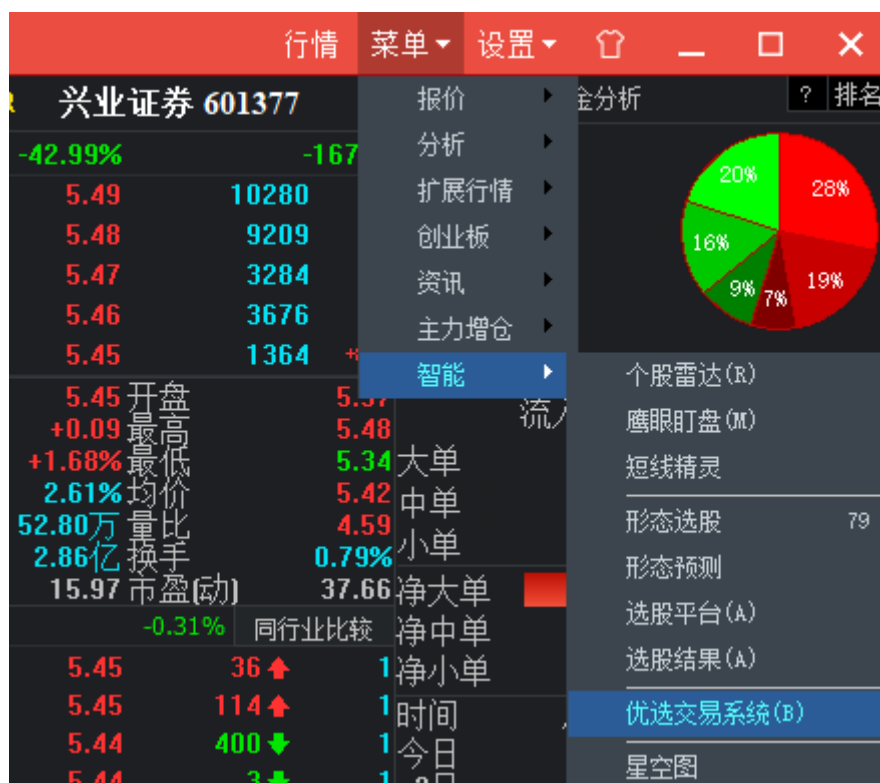 行情 菜单 设置
兴业证券 601377
报价
金分析
? 排名
-42.99% -167
分析
5.49 10280
扩展行情
5.48 9209
创业板
5.47 3284
资讯
5.46 3676
主力增仓
5.45 1364
智能
20% 28%
16% 19%
9% 7%
个股雷达(R)
鹰眼盯盘(M)
短线精灵
形态选股 79
形态预测
选股平台(A)
选股结果(A)
优选交易系统(B)
星空图
5.45 开盘
+0.09 最高 5.48
+1.68% 最低 5.34
2.61% 均价 5.42
52.80万 量比 4.59
2.86亿 换手 0.79%
15.97 市盈(动) 37.66
大单
中单
小单
净大单
净中单
净小单
-0.31% 同行业比较
5.45 36 1
5.45 114 1
5.44 400 1
5.44 3 1
时间
今日